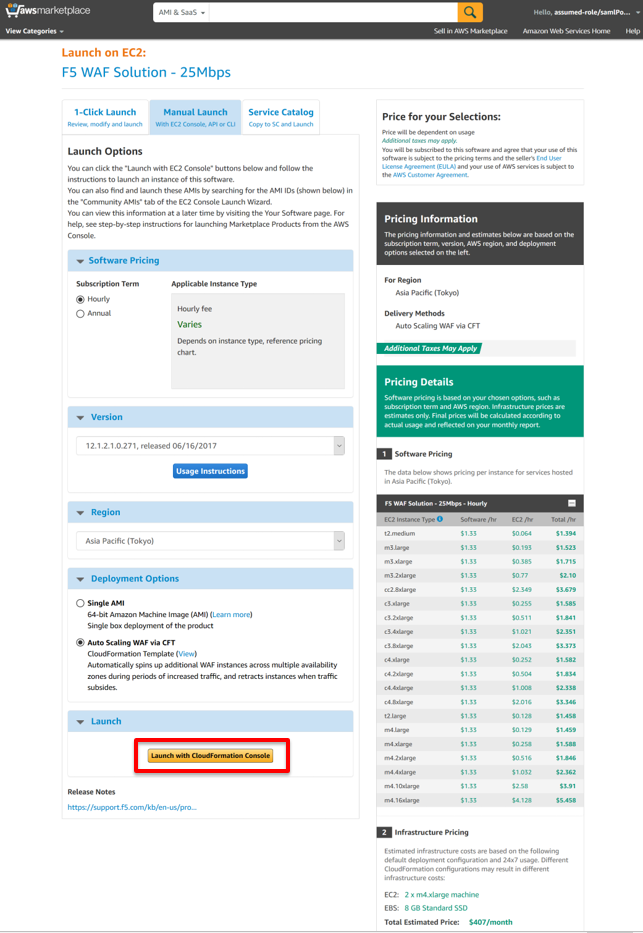 awsmarketplace
AMI & SaaS
Hello, assumed-role/samlPo...
View Categories
Sell in AWS Marketplace
Amazon Web Services Home
Help
Launch on EC2:
F5 WAF Solution - 25Mbps
1-Click Launch
Review, modify and launch
Manual Launch
With EC2 Console, API or CLI
Service Catalog
Copy to SC and Launch
Launch Options
You can click the "Launch with EC2 Console" buttons below and follow the
instructions to launch an instance of this software.
You can also find and launch these AMIs by searching for the AMI IDs (shown below) in
the "Community AMIs" tab of the EC2 Console Launch Wizard.
You can view this information at a later time by visiting the Your Software page. For
help, see step-by-step instructions for launching Marketplace Products from the AWS
Console.
Software Pricing
Subscription Term
Hourly
Annual
Applicable Instance Type
Hourly fee
Varies
Depends on instance type, reference pricing
chart.
Version
12.1.2.1.0.271, released 06/16/2017
Usage Instructions
Region
Asia Pacific (Tokyo)
Deployment Options
Single AMI
64-bit Amazon Machine Image (AMI) (Learn more)
Single box deployment of the product
Auto Scaling WAF via CFT
CloudFormation Template (View)
Automatically spins up additional WAF instances across multiple availability
zones during periods of increased traffic, and retracts instances when traffic
subsides.
Launch
Launch with CloudFormation Console
Release Notes
https://support.f5.com/kb/en-us/pro...
Price for your Selections:
Price will be dependent on usage
Additional taxes may apply.
You will be subscribed to this software and agree that your use of this
software is subject to the pricing terms and the seller's End User
License Agreement (EULA) and your use of AWS services is subject to
the AWS Customer Agreement.
Pricing Information
The pricing information and estimates below are based on the
subscription term, version, AWS region, and deployment
options selected on the left.
For Region
Asia Pacific (Tokyo)
Delivery Methods
Auto Scaling WAF via CFT
Additional Taxes May Apply
Pricing Details
Software pricing is based on your chosen options, such as
subscription term and AWS region. Infrastructure prices are
estimates only. Final prices will be calculated according to
actual usage and reflected on your monthly report.
1 Software Pricing
The data below shows pricing per instance for services hosted
in Asia Pacific (Tokyo).
F5 WAF Solution - 25Mbps - Hourly
EC2 Instance Type Software /hr EC2 /hr Total /hr
t2.medium $1.33 $0.064 $1.394
m3.large $1.33 $0.193 $1.523
m3.xlarge $1.33 $0.385 $1.715
m3.2xlarge $1.33 $0.77 $2.10
cc2.8xlarge $1.33 $2.349 $3.679
c3.xlarge $1.33 $0.255 $1.585
c3.2xlarge $1.33 $0.511 $1.841
c3.4xlarge $1.33 $1.021 $2.351
c3.8xlarge $1.33 $2.043 $3.373
c4.xlarge $1.33 $0.252 $1.582
c4.2xlarge $1.33 $0.504 $1.834
c4.4xlarge $1.33 $1.008 $2.338
c4.8xlarge $1.33 $2.016 $3.346
t2.large $1.33 $0.128 $1.458
m4.large $1.33 $0.129 $1.459
m4.xlarge $1.33 $0.258 $1.588
m4.2xlarge $1.33 $0.516 $1.846
m4.4xlarge $1.33 $1.032 $2.362
m4.10xlarge $1.33 $2.58 $3.91
m4.16xlarge $1.33 $4.128 $5.458
2 Infrastructure Pricing
Estimated infrastructure costs are based on the following
default deployment configuration and 24x7 usage. Different
CloudFormation configurations may result in different
infrastructure costs:
EC2: 2 x m4.xlarge machine
EBS: 8 GB Standard SSD
Total Estimated Price: $407/month